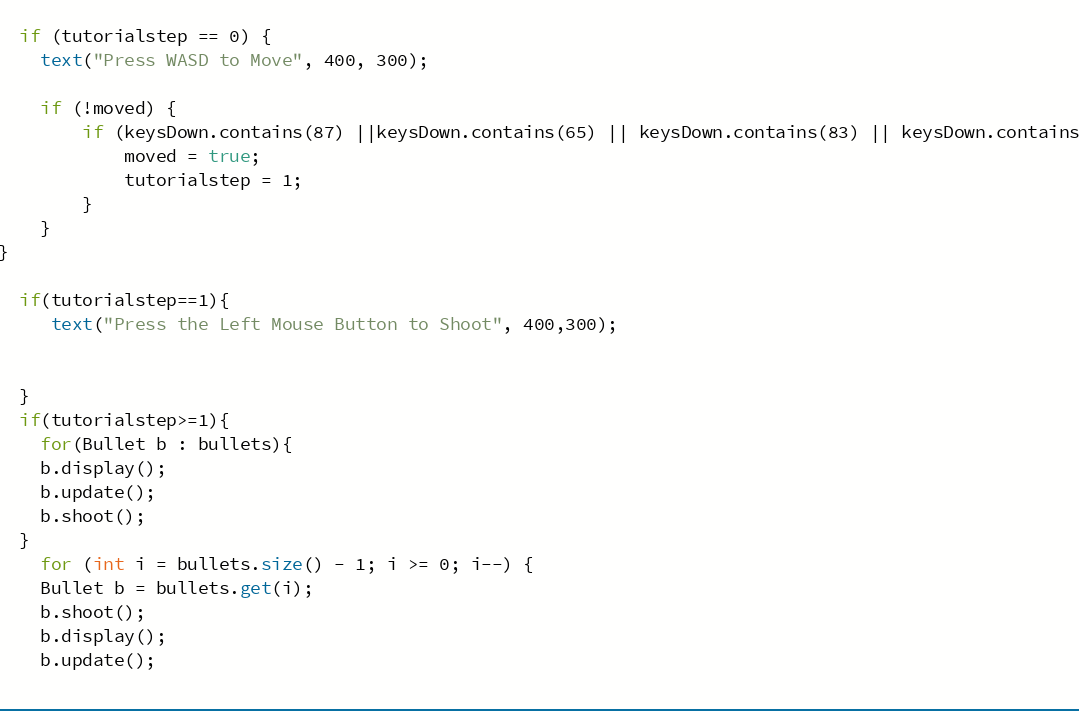 if (tutorialstep == 0) {
text("Press WASD to Move", 400, 300);
if (!moved) {
if (keysDown.contains(87) ||keysDown.contains(65) || keysDown.contains(83) || keysDown.contains
moved = true;
tutorialstep = 1;
}
}
}
if(tutorialstep==1){
text("Press the Left Mouse Button to Shoot", 400,300);
}
if(tutorialstep>=1){
for(Bullet b : bullets){
b.display();
b.update();
b.shoot();
}
for (int i = bullets.size() - 1; i >= 0; i--) {
Bullet b = bullets.get(i);
b.shoot();
b.display();
b.update();